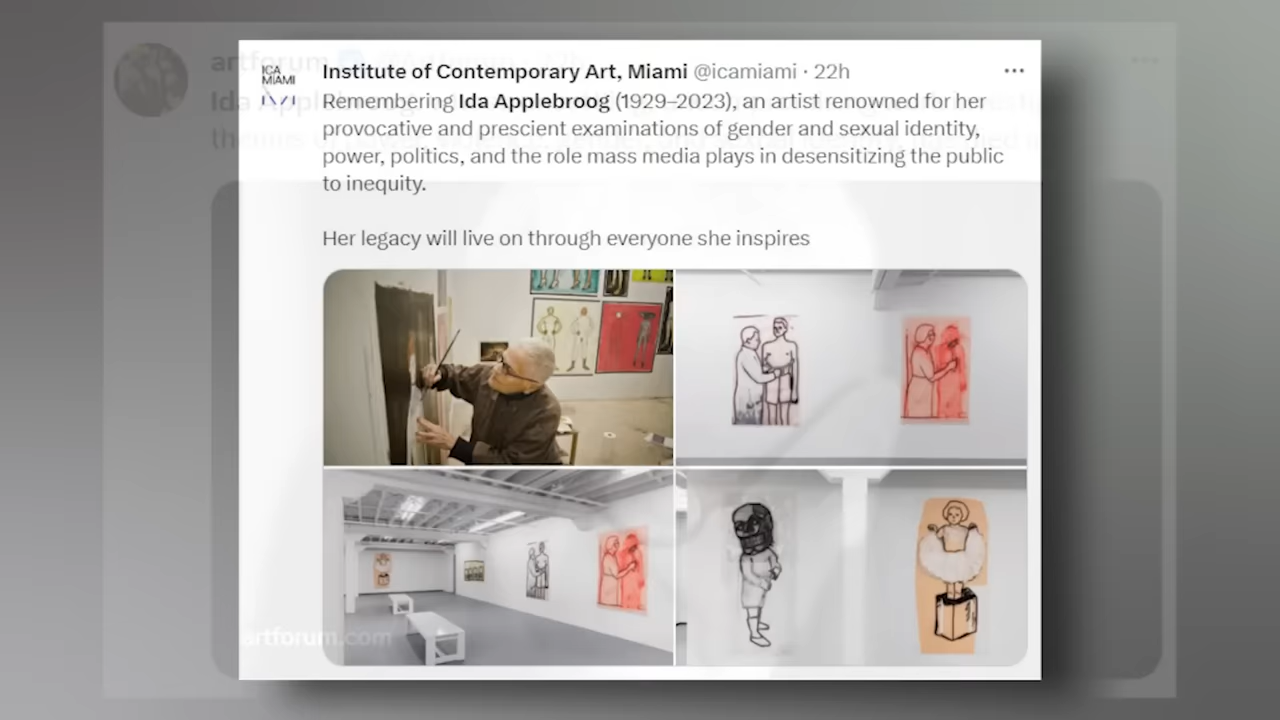 artforum
ICA
MIAMI
Institute of Contemporary Art, Miami @icamiami · 22h
Remembering Ida Applebroog (1929–2023), an artist renowned for her
provocative and prescient examinations of gender and sexual identity,
power, politics, and the role mass media plays in desensitizing the public
to inequity.
Her legacy will live on through everyone she inspires
artforum.com